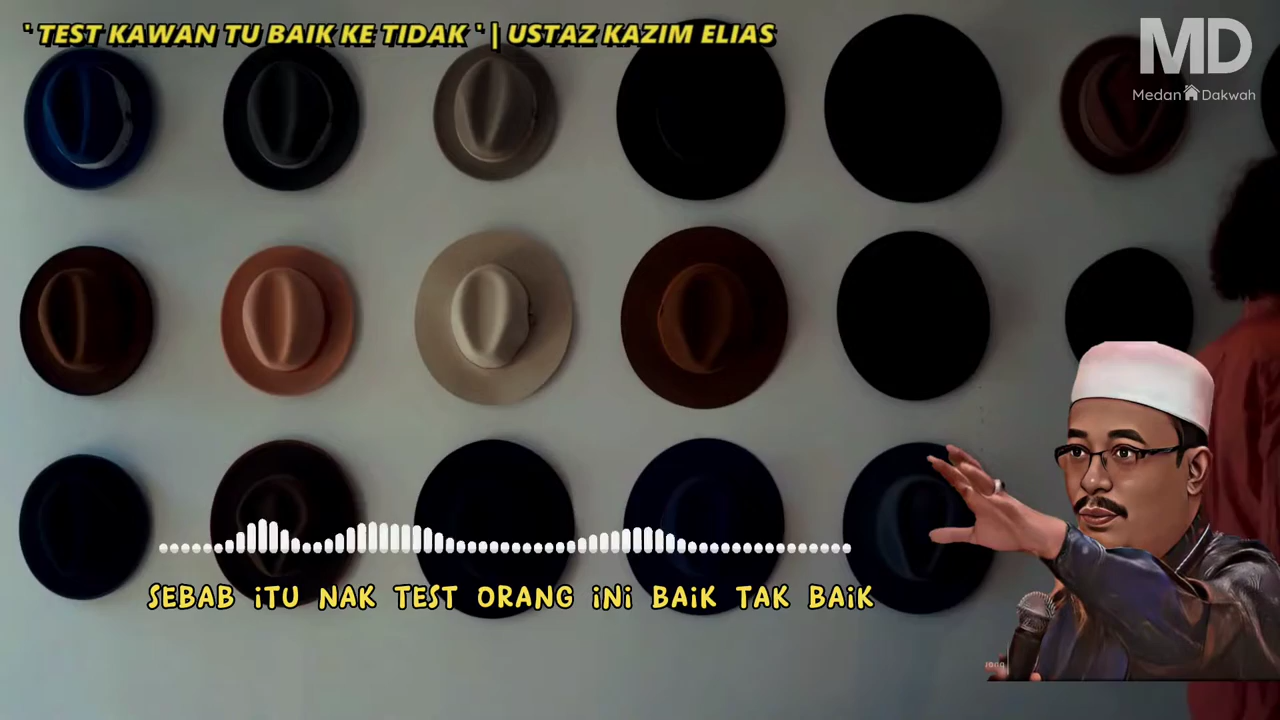 ' TEST KAWAN TU BAIK KE TIDAK ' | USTAZ KAZIM ELIAS
MD
Medan Dakwah
SEBAB iTU NAK TEST ORANG iNi BAiK TAK BAiK